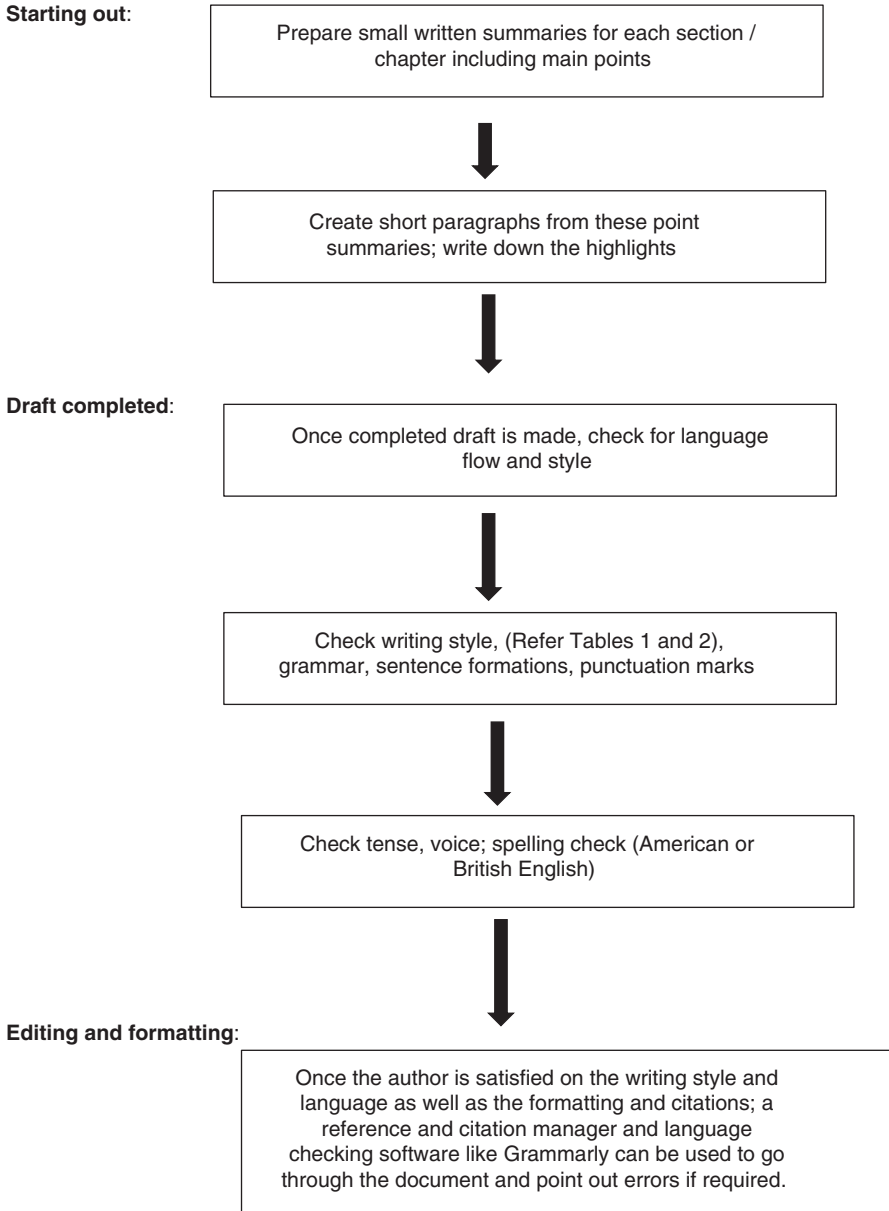 Starting out:
Prepare small written summaries for each section /
chapter including main points
Create short paragraphs from these point
summaries; write down the highlights
Draft completed:
Once completed draft is made, check for language
flow and style
Check writing style, (Refer Tables 1 and 2),
grammar, sentence formations, punctuation marks
Check tense, voice; spelling check (American or
British English)
Editing and formatting:
Once the author is satisfied on the writing style and
language as well as the formatting and citations; a
reference and citation manager and language
checking software like Grammarly can be used to go
through the document and point out errors if required.